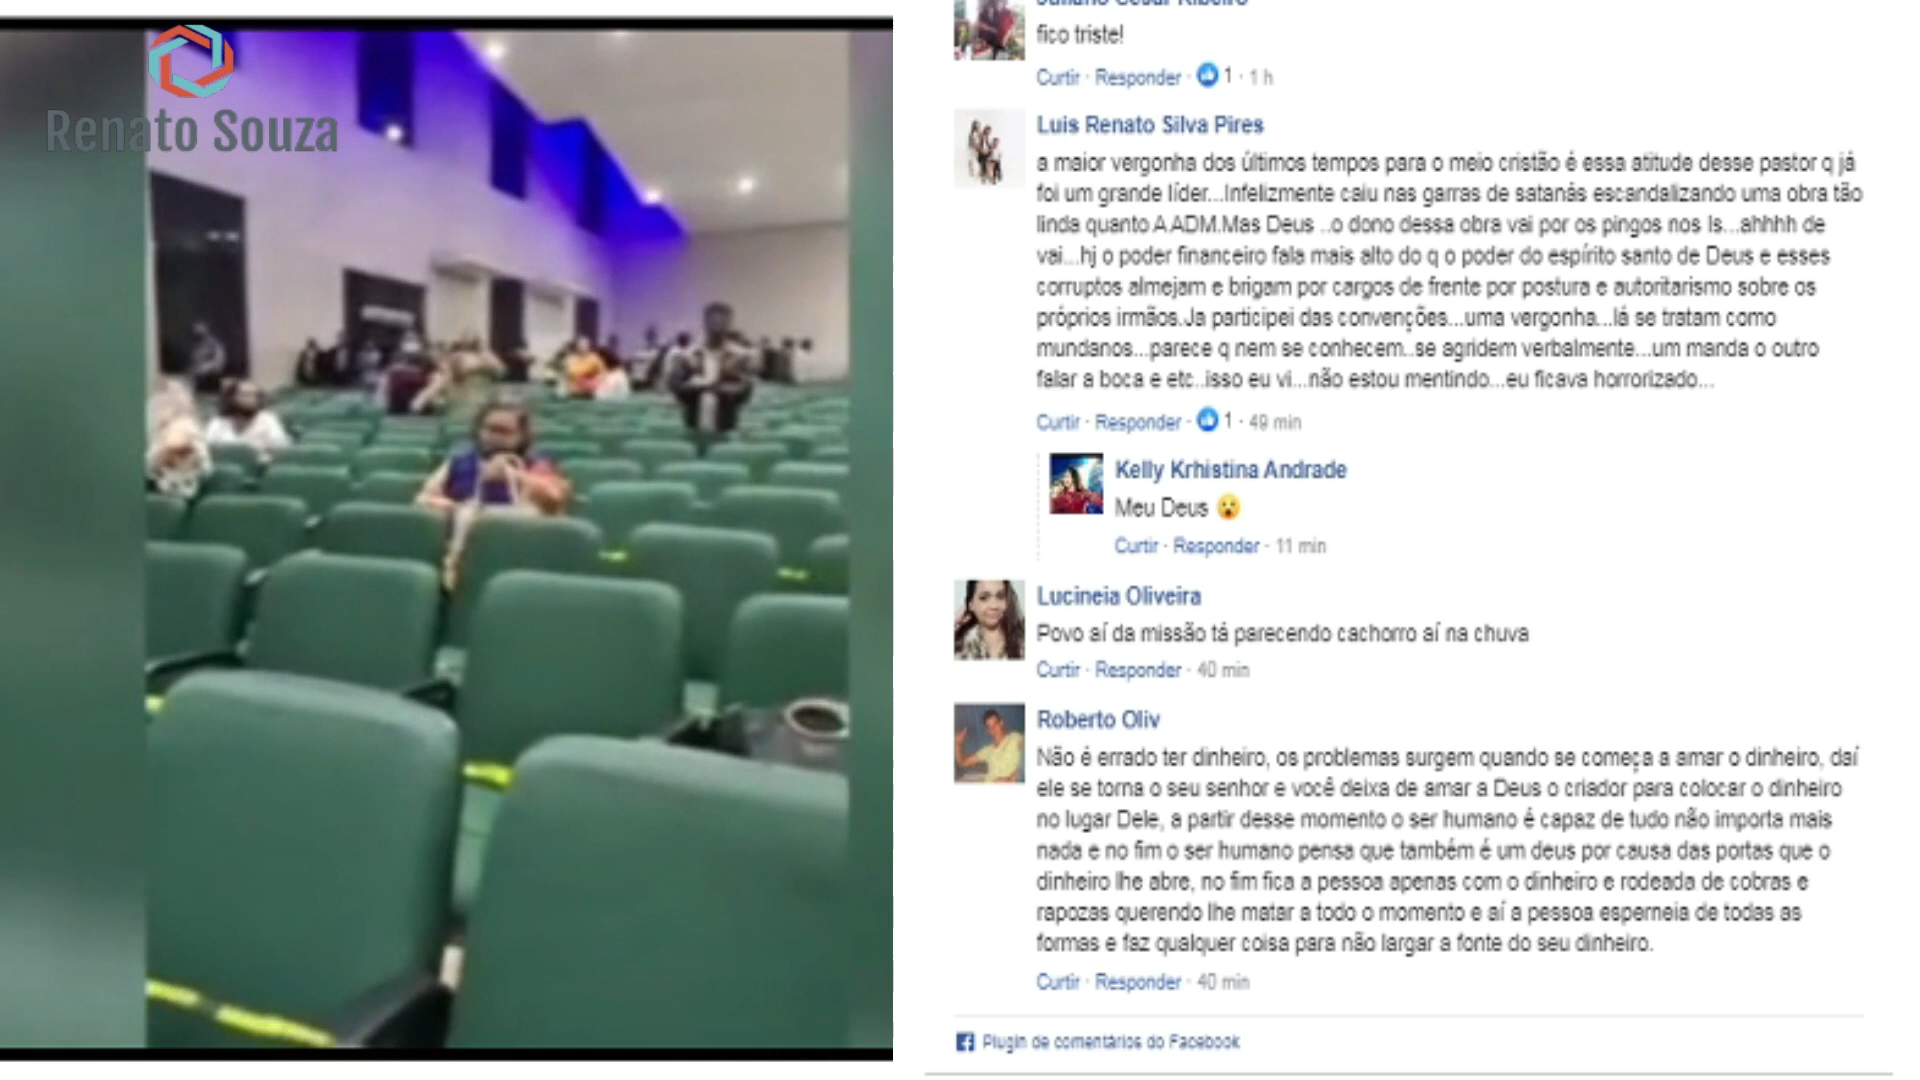 Renato Souza
fico triste!
Curtir · Responder · 1 · 1 h
Luis Renato Silva Pires
a maior vergonha dos últimos tempos para o meio cristão é essa atitude desse pastor q já
foi um grande líder...Infelizmente caiu nas garras de satanás escandalizando uma obra tão
linda quanto A ADM.Mas Deus ..o dono dessa obra vai por os pingos nos Is...ahhhh de
vai...hj o poder financeiro fala mais alto do q o poder do espírito santo de Deus e esses
corruptos almejam e brigam por cargos de frente por postura e autoritarismo sobre os
próprios irmãos.Ja participei das convenções...uma vergonha...lá se tratam como
mundanos...parece q nem se conhecem..se agridem verbalmente...um manda o outro
falar a boca e etc..isso eu vi...não estou mentindo...eu ficava horrorizado...
Curtir · Responder · 1 · 49 min
Kelly Krhistina Andrade
Meu Deus 😮
Curtir · Responder · 11 min
Lucineia Oliveira
Povo aí da missão tá parecendo cachorro aí na chuva
Curtir · Responder · 40 min
Roberto Oliv
Não é errado ter dinheiro, os problemas surgem quando se começa a amar o dinheiro, daí
ele se torna o seu senhor e você deixa de amar a Deus o criador para colocar o dinheiro
no lugar Dele, a partir desse momento o ser humano é capaz de tudo não importa mais
nada e no fim o ser humano pensa que também é um deus por causa das portas que o
dinheiro lhe abre, no fim fica a pessoa apenas com o dinheiro e rodeada de cobras e
rapozas querendo lhe matar a todo o momento e aí a pessoa esperneia de todas as
formas e faz qualquer coisa para não largar a fonte do seu dinheiro.
Curtir · Responder · 40 min
Plugin de comentários do Facebook